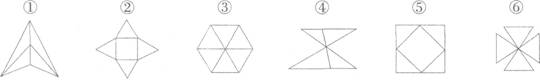 ① ② ③ ④ ⑤ ⑥